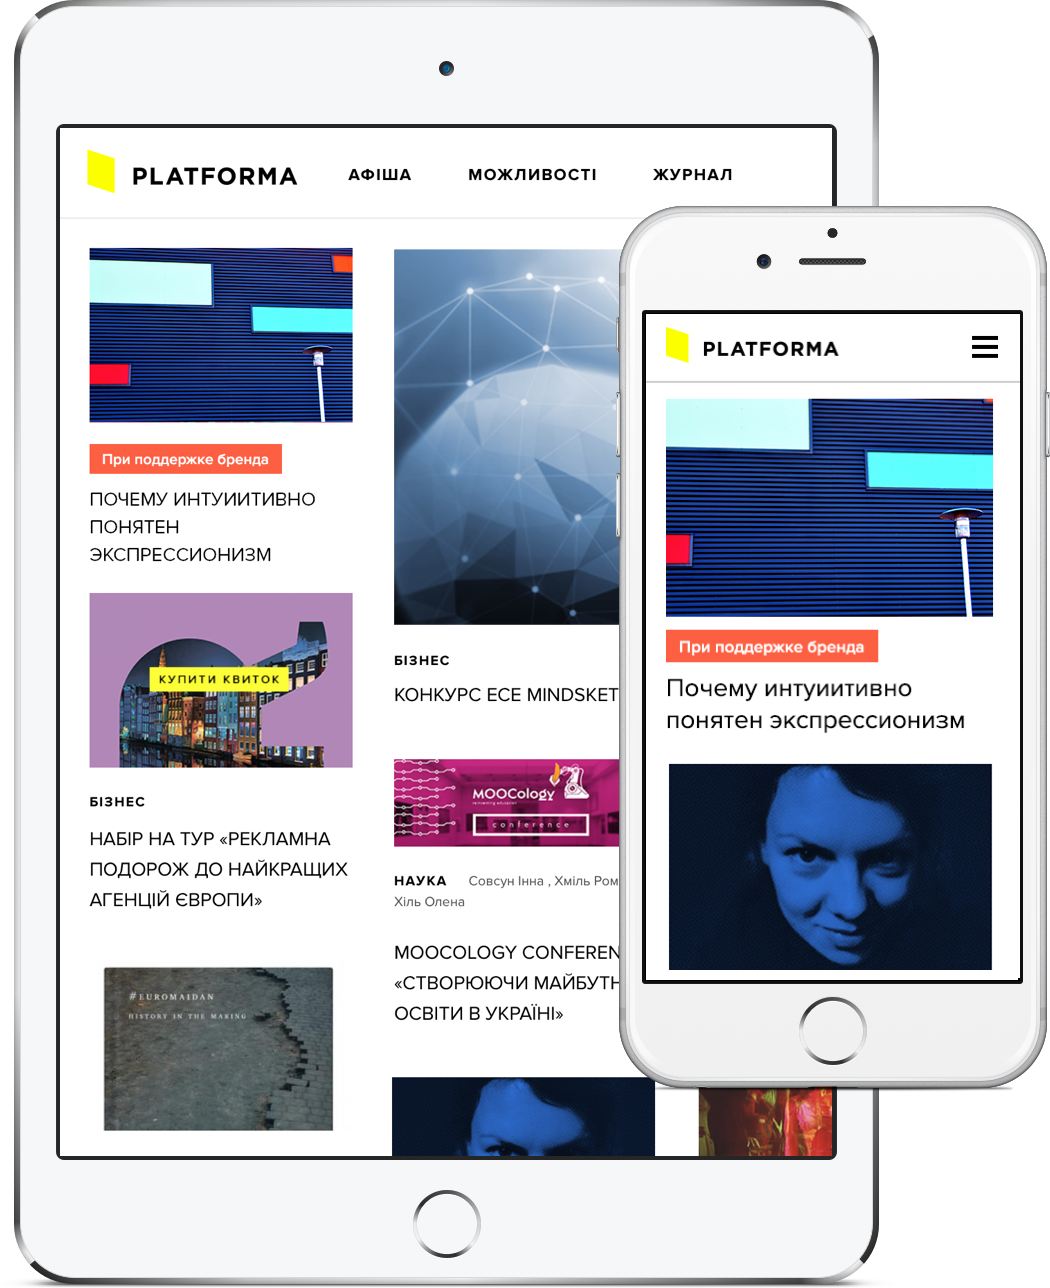 PLATFORMA
АФІША
МОЖЛИВОСТІ
ЖУРНАЛ
При поддержке бренда
ПОЧЕМУ ИНТУИИТИВНО
ПОНЯТЕН
ЭКСПРЕССИОНИЗМ
КУПИТИ КВИТОК
БІЗНЕС
НАБІР НА ТУР «РЕКЛАМНА
ПОДОРОЖ ДО НАЙКРАЩИХ
АГЕНЦІЙ ЄВРОПИ»
#EUROMAIDAN
HISTORY IN THE MAKING
БІЗНЕС
КОНКУРС ЕСЕ MINDSKET
MOOCology
reinventing education
conference
НАУКА Совсун Інна , Хміль Ром
Хіль Олена
MOOCOLOGY CONFEREN
«СТВОРЮЮЧИ МАЙБУТН
ОСВІТИ В УКРАЇНІ»
PLATFORMA
При поддержке бренда
Почему интуиитивно
понятен экспрессионизм